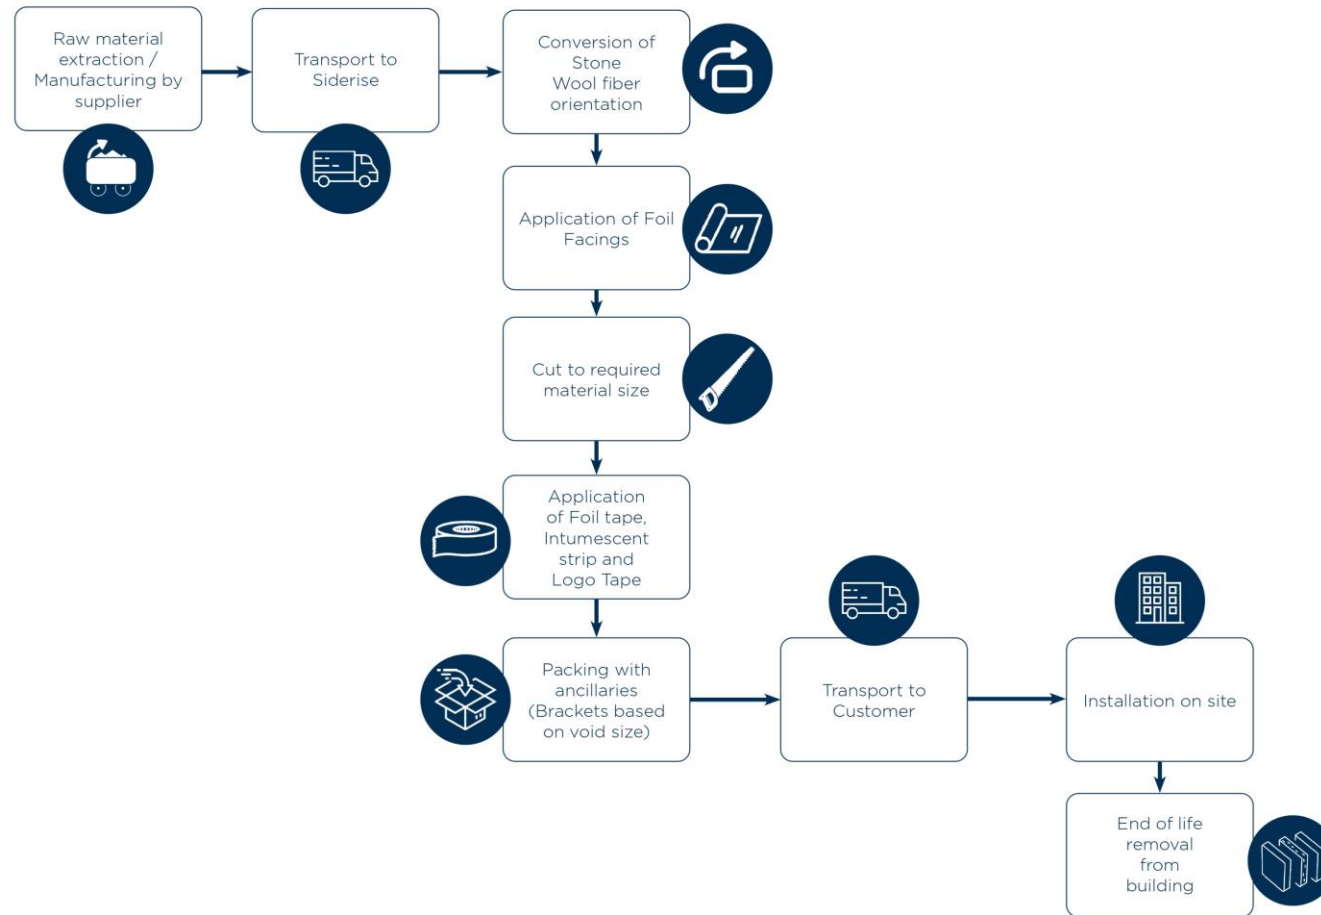 Raw material
extraction /
Manufacturing by
supplier
Transport to
Siderise
Conversion of
Stone
Wool fiber
orientation
Application of Foil
Facings
Cut to required
material size
Application
of Foil tape,
Intumescent
strip and
Logo Tape
Packing with
ancillaries
(Brackets based
on void size)
Transport to
Customer
Installation on site
End of life
removal
from
building